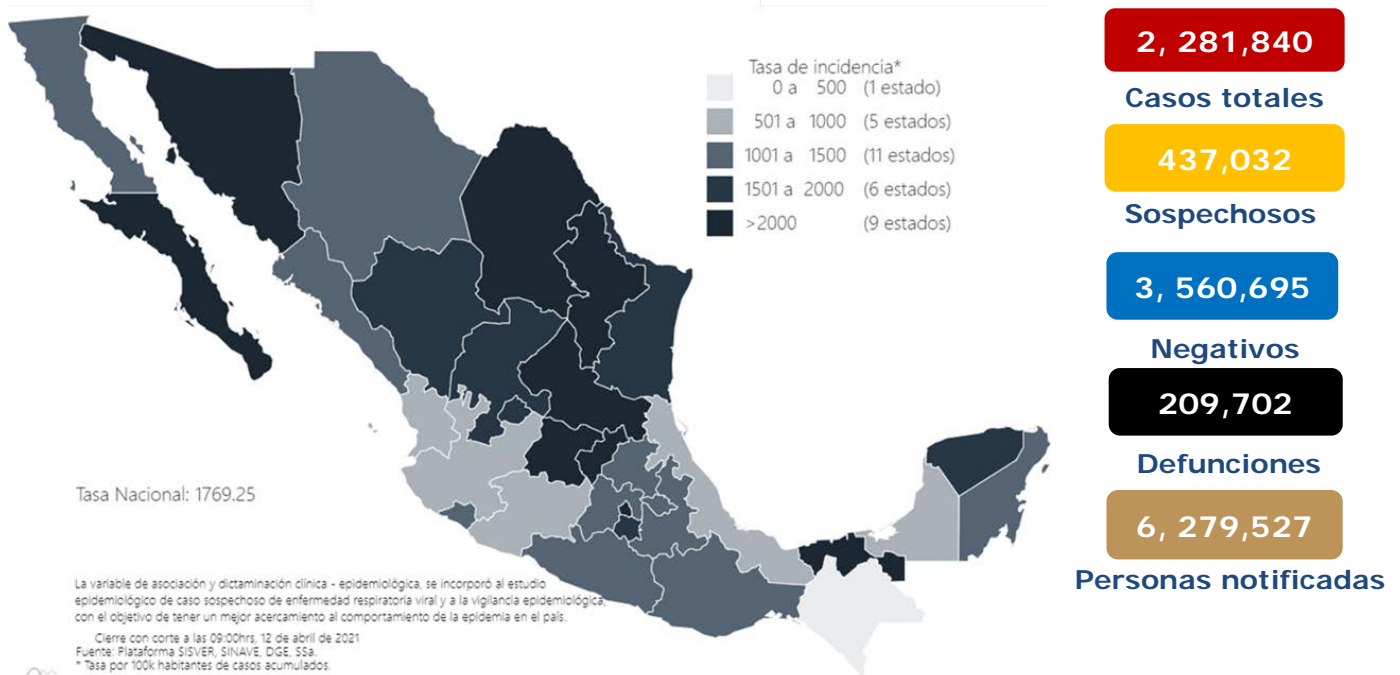 Tasa de incidencia*
0 a 500 (1 estado)
501 a 1000 (5 estados)
1001 a 1500 (11 estados)
1501 a 2000 (6 estados)
>2000 (9 estados)
Tasa Nacional: 1769.25
La variable de asociación y dictaminación clínica - epidemiológica, se incorporó al estudio
epidemiológico de caso sospechoso de enfermedad respiratoria viral y a la vigilancia epidemiológica,
con el objetivo de tener un mejor acercamiento al comportamiento de la epidemia en el país.
Cierre con corte a las 09:00hrs, 12 de abril de 2021
Fuente: Plataforma SISVER, SINAVE, DGE, SSa.
* Tasa por 100k habitantes de casos acumulados.
2, 281,840
Casos totales
437,032
Sospechosos
3, 560,695
Negativos
209,702
Defunciones
6, 279,527
Personas notificadas